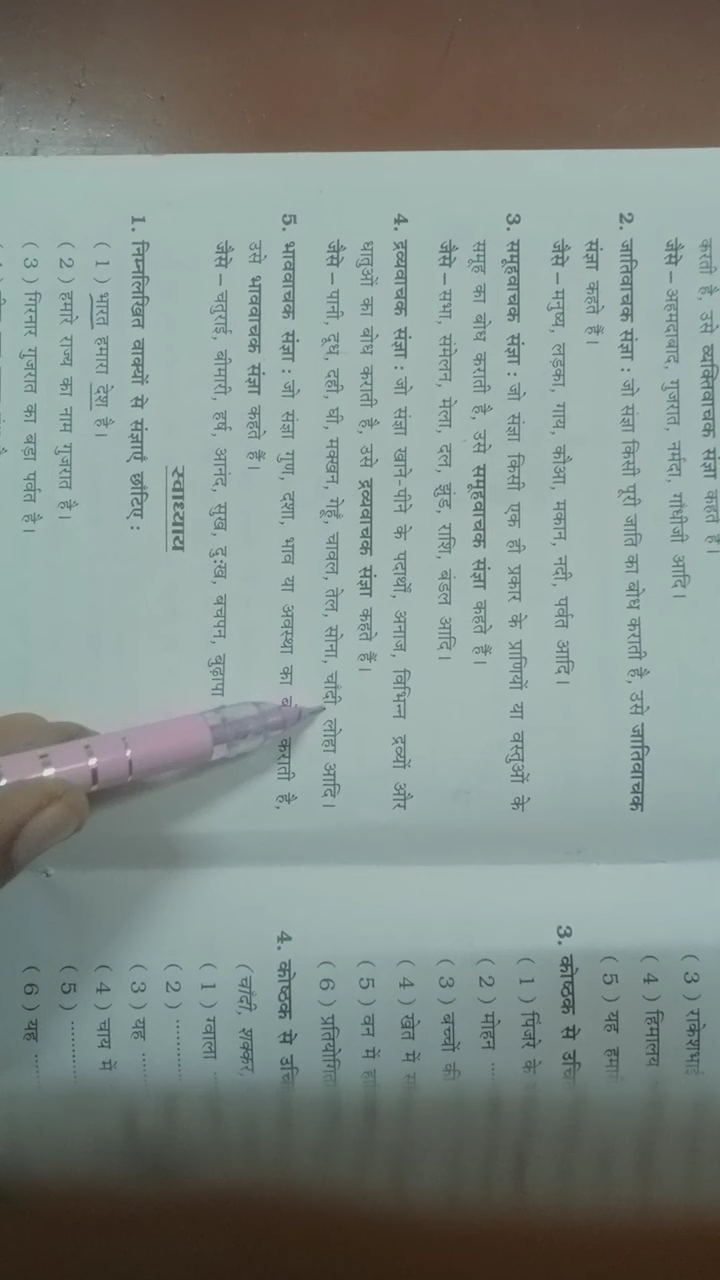 करती है, उसे व्यक्तिवाचक संज्ञा कहते हैं।
जैसे – अहमदाबाद, गुजरात, नर्मदा, गाँधीजी आदि।
2. जातिवाचक संज्ञा : जो संज्ञा किसी पूरी जाति का बोध कराती है, उसे जातिवाचक
संज्ञा कहते हैं।
जैसे – मनुष्य, लड़का, गाय, कौआ, मकान, नदी, पर्वत आदि।
3. समूहवाचक संज्ञा : जो संज्ञा किसी एक ही प्रकार के प्राणियों या वस्तुओं के
समूह का बोध कराती है, उसे समूहवाचक संज्ञा कहते हैं।
जैसे – सभा, संमेलन, मेला, दल, झुंड, राशि, बंडल आदि।
4. द्रव्यवाचक संज्ञा : जो संज्ञा खाने-पीने के पदार्थों, अनाज, विभिन्न द्रव्यों और
धातुओं का बोध कराती है, उसे द्रव्यवाचक संज्ञा कहते हैं।
जैसे – पानी, दूध, दही, घी, मक्खन, गेहूँ, चावल, तेल, सोना, चाँदी, लोहा आदि।
5. भाववाचक संज्ञा : जो संज्ञा गुण, दशा, भाव या अवस्था का कराती है,
उसे भाववाचक संज्ञा कहते हैं।
जैसे – चतुराई, बीमारी, हर्ष, आनंद, सुख, दुःख, बचपन, बुढ़ापा
स्वाध्याय
1. निम्नलिखित वाक्यों से संज्ञाएँ छाँटिए :
( 1 ) भारत हमारा देश है।
( 2 ) हमारे राज्य का नाम गुजरात है।
( 3 ) गिरनार गुजरात का बड़ा पर्वत है।
( 3 ) राकेशभाई
( 4 ) हिमालय
( 5 ) यह
3. कोष्ठक से
( 1 ) पिंजरे के
( 2 ) मोहन ...
( 3 ) बच्चों की
( 4 ) खेत में
( 5 ) वन में
( 6 )
4. कोष्ठक से
(चाँदी, शक्कर,
( 1 ) ग्वाला ...
( 2 ) ............
( 3 ) यह ......
( 4 ) चाय में
( 5 ) ............
( 6 ) यह ....